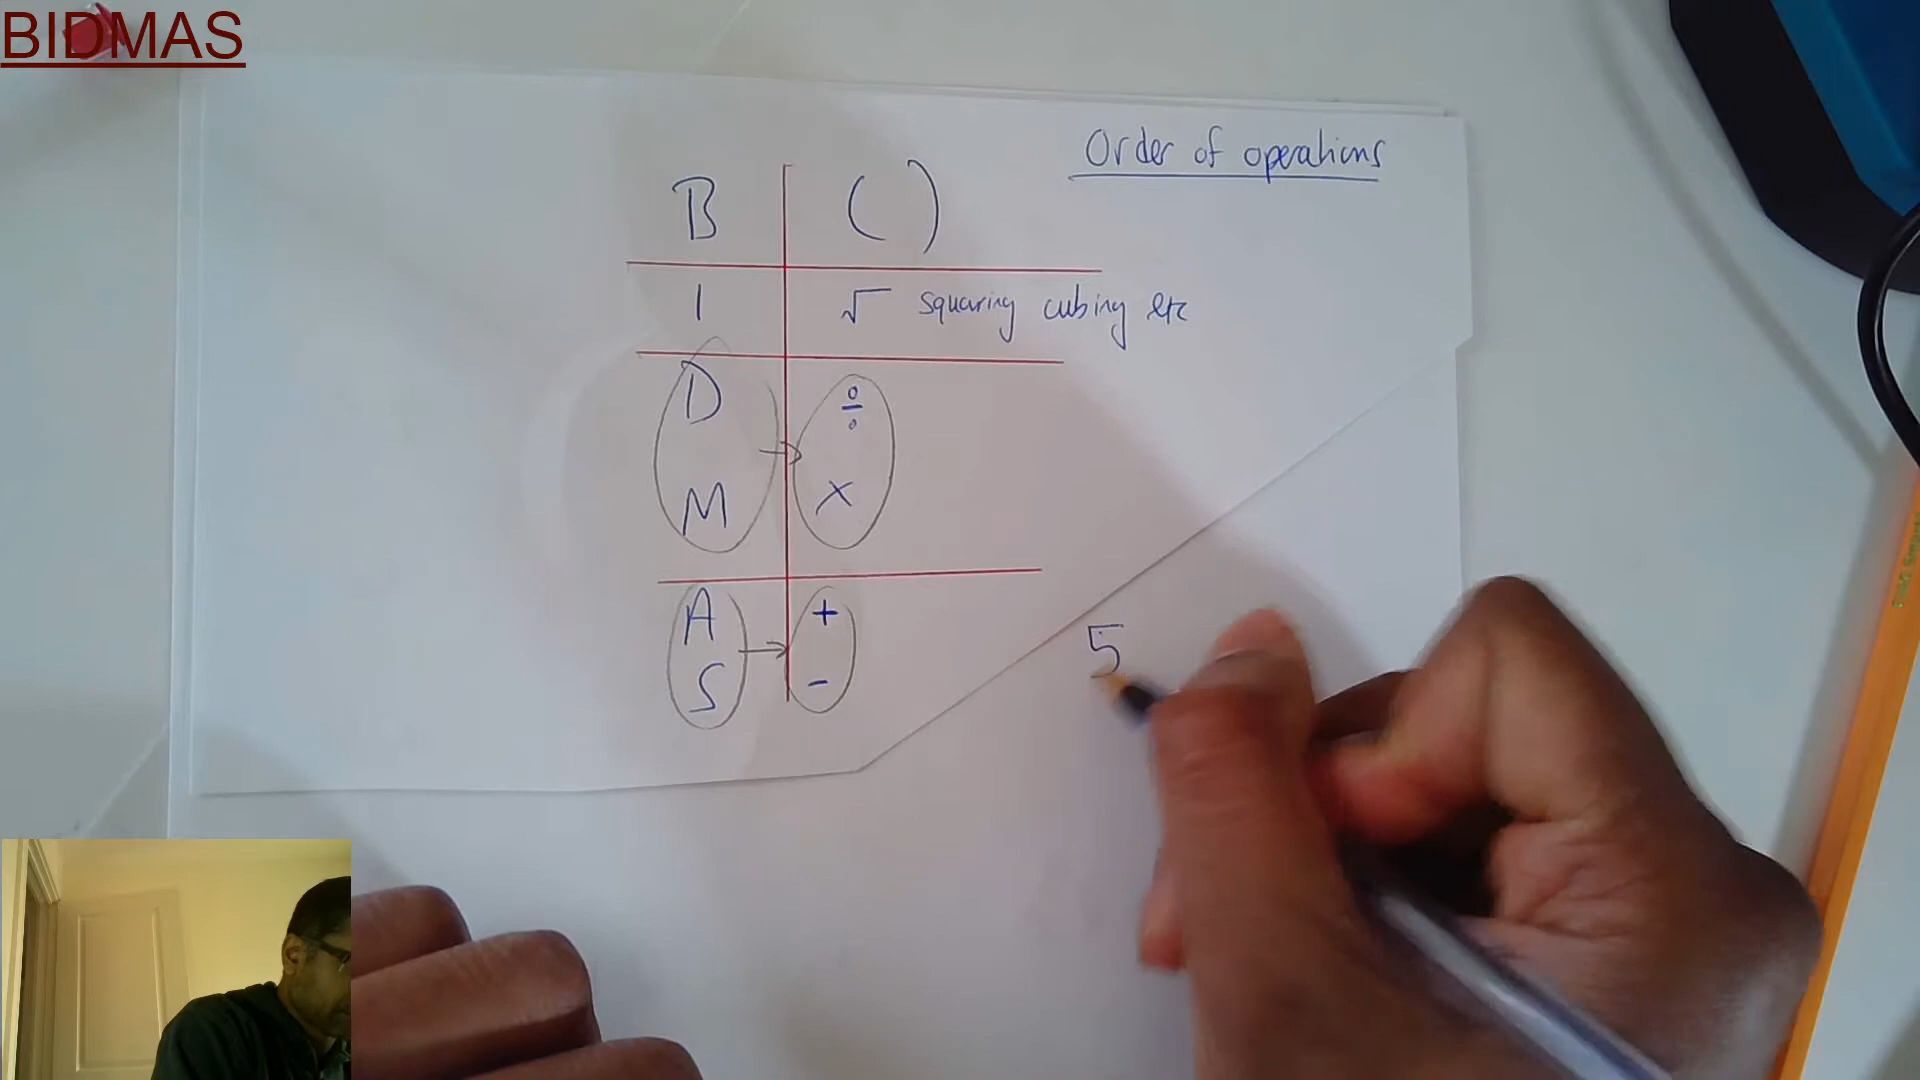 BIDMAS
Order of operations
B ( )
I √ squaring cubing etc
D ÷
M ×
→
A +
S -
→
5